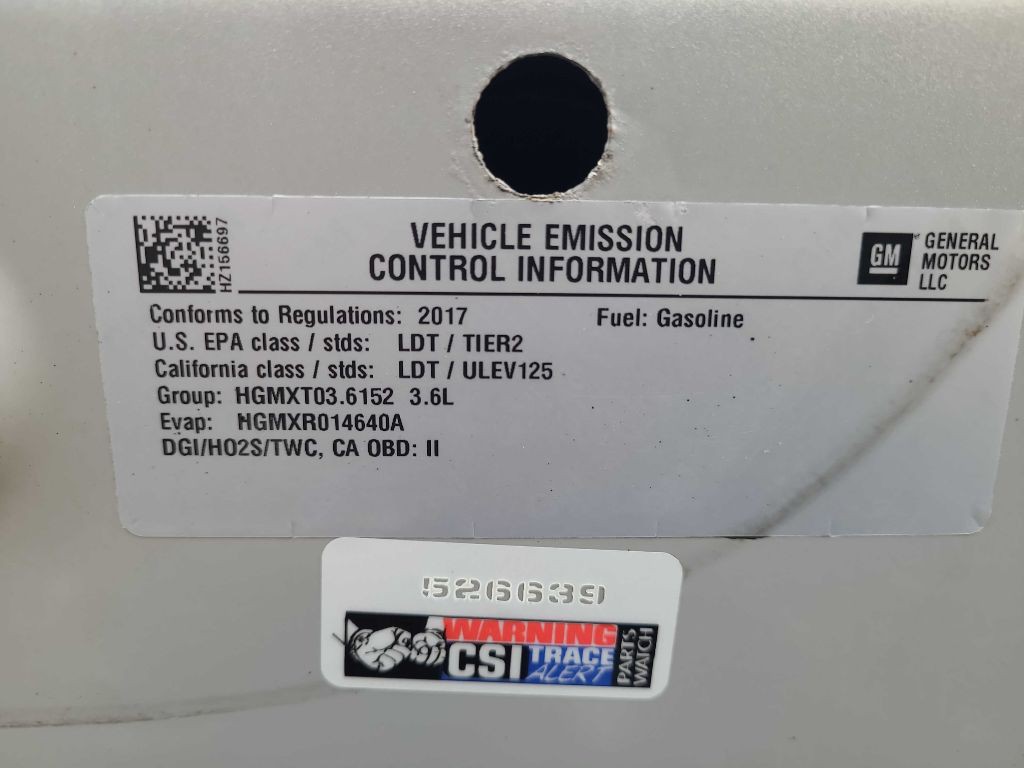 HZ156697
VEHICLE EMISSION
CONTROL INFORMATION
GM
GENERAL
MOTORS
LLC
Conforms to Regulations: 2017 Fuel: Gasoline
U.S. EPA class / stds: LDT / TIER2
California class / stds: LDT / ULEV125
Group: HGMXT03.6152 3.6L
Evap: HGMXR014640A
DGI/HO2S/TWC, CA OBD: II
526639
WARNING
CSI TRACE
ALERT
PARTS
WATCH